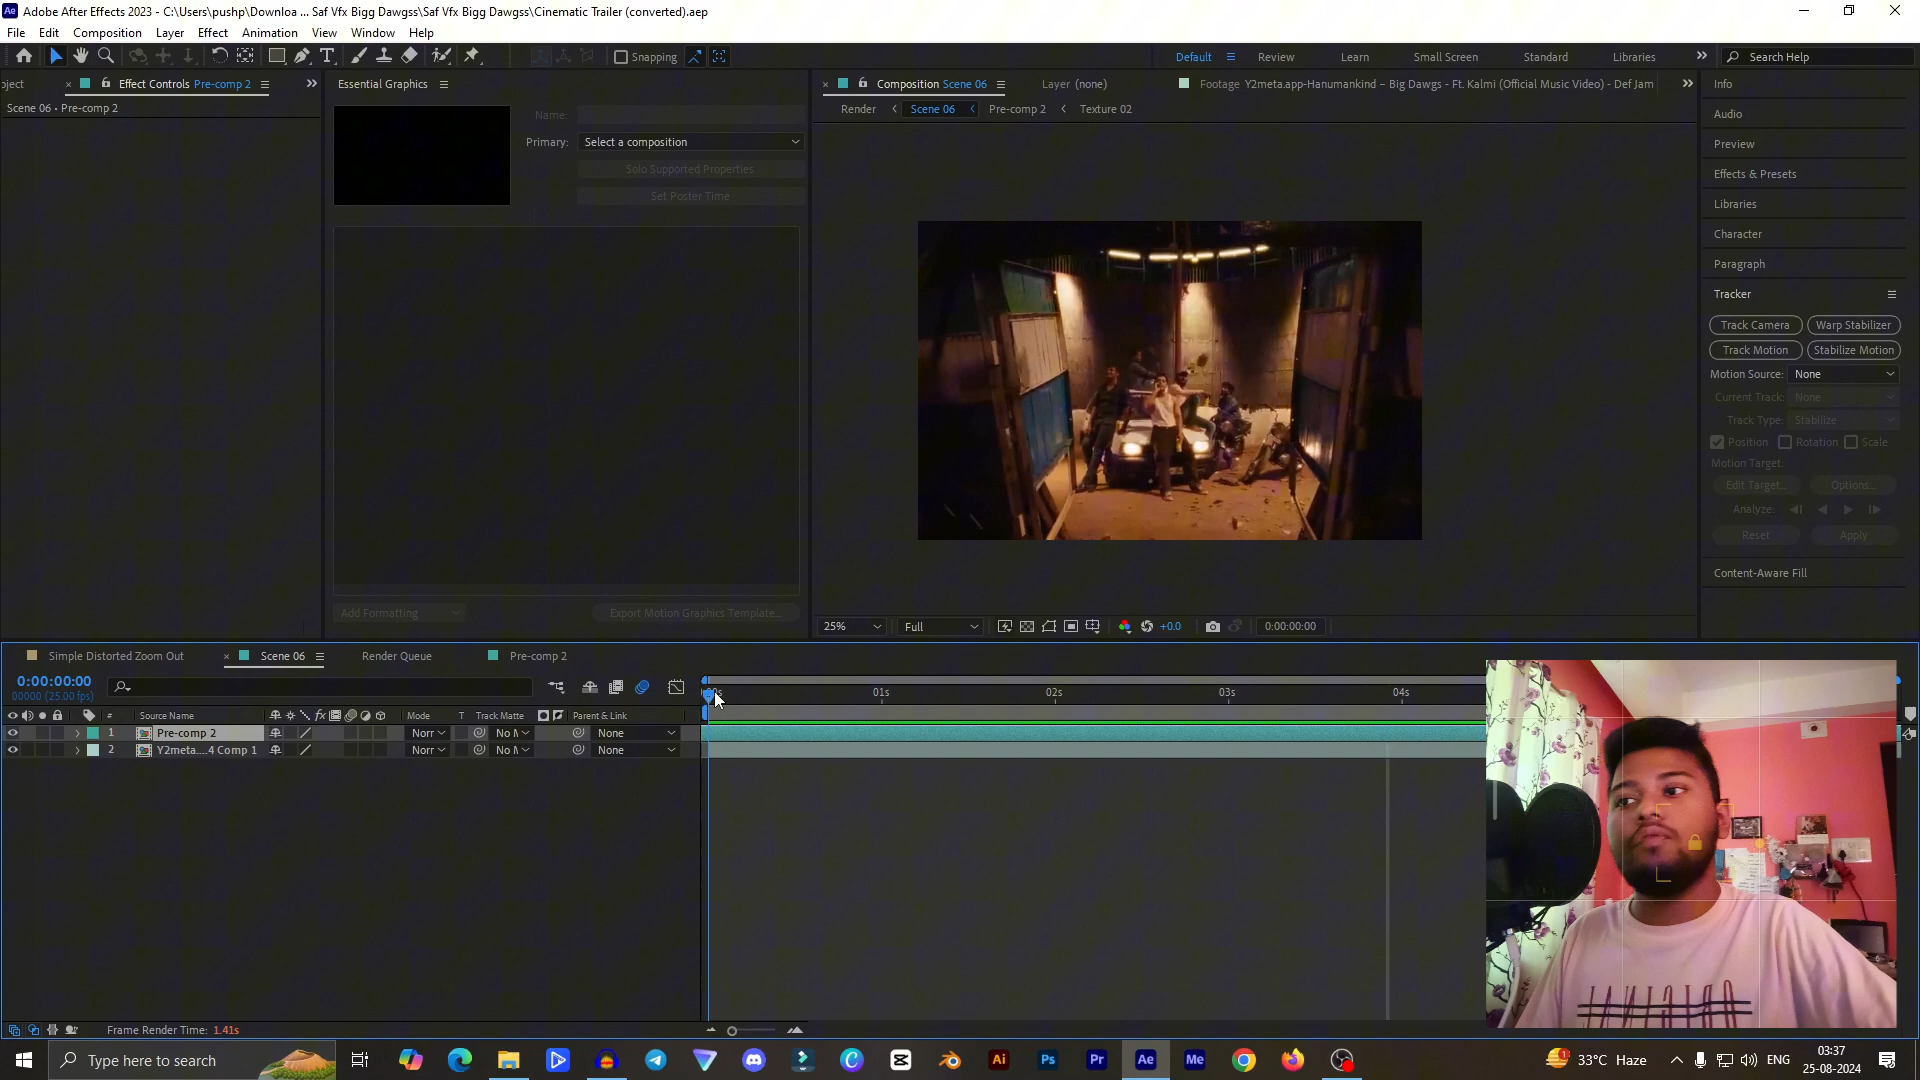 Adobe After Effects 2023 - C:\Users\pushp\Downloa ... Saf Vfx Bigg Dawgss\Saf Vfx Bigg Dawgss\Cinematic Trailer (converted).aep
File Edit Composition Layer Effect Animation View Window Help
Snapping
Default Review Learn Small Screen Standard Libraries Search Help
oject Effect Controls Pre-comp 2
Scene 06 • Pre-comp 2
Essential Graphics
Name:
Primary: Select a composition
Solo Supported Properties
Set Poster Time
Add Formatting Export Motion Graphics Template...
Composition Scene 06 Layer (none) Footage Y2meta.app-Hanumankind – Big Dawgs - Ft. Kalmi (Official Music Video) - Def Jam
Render Scene 06 Pre-comp 2 Texture 02
25% Full +0.0 0:00:00:00
Info
Audio
Preview
Effects & Presets
Libraries
Character
Paragraph
Tracker
Track Camera Warp Stabilizer
Track Motion Stabilize Motion
Motion Source: None
Current Track: None
Track Type: Stabilize
Position Rotation Scale
Motion Target:
Edit Target... Options...
Analyze:
Reset Apply
Content-Aware Fill
Simple Distorted Zoom Out Scene 06 Render Queue Pre-comp 2
0:00:00:00
00000 (25.00 fps)
01s 02s 03s 04s
# Source Name fx Mode T Track Matte Parent & Link
1 Pre-comp 2 Norr No M None
2 Y2meta....4 Comp 1 Norr No M None
Frame Render Time: 1.41s
Type here to search
Ai Ps Pr Ae Me
33°C Haze ENG
03:37
25-08-2024